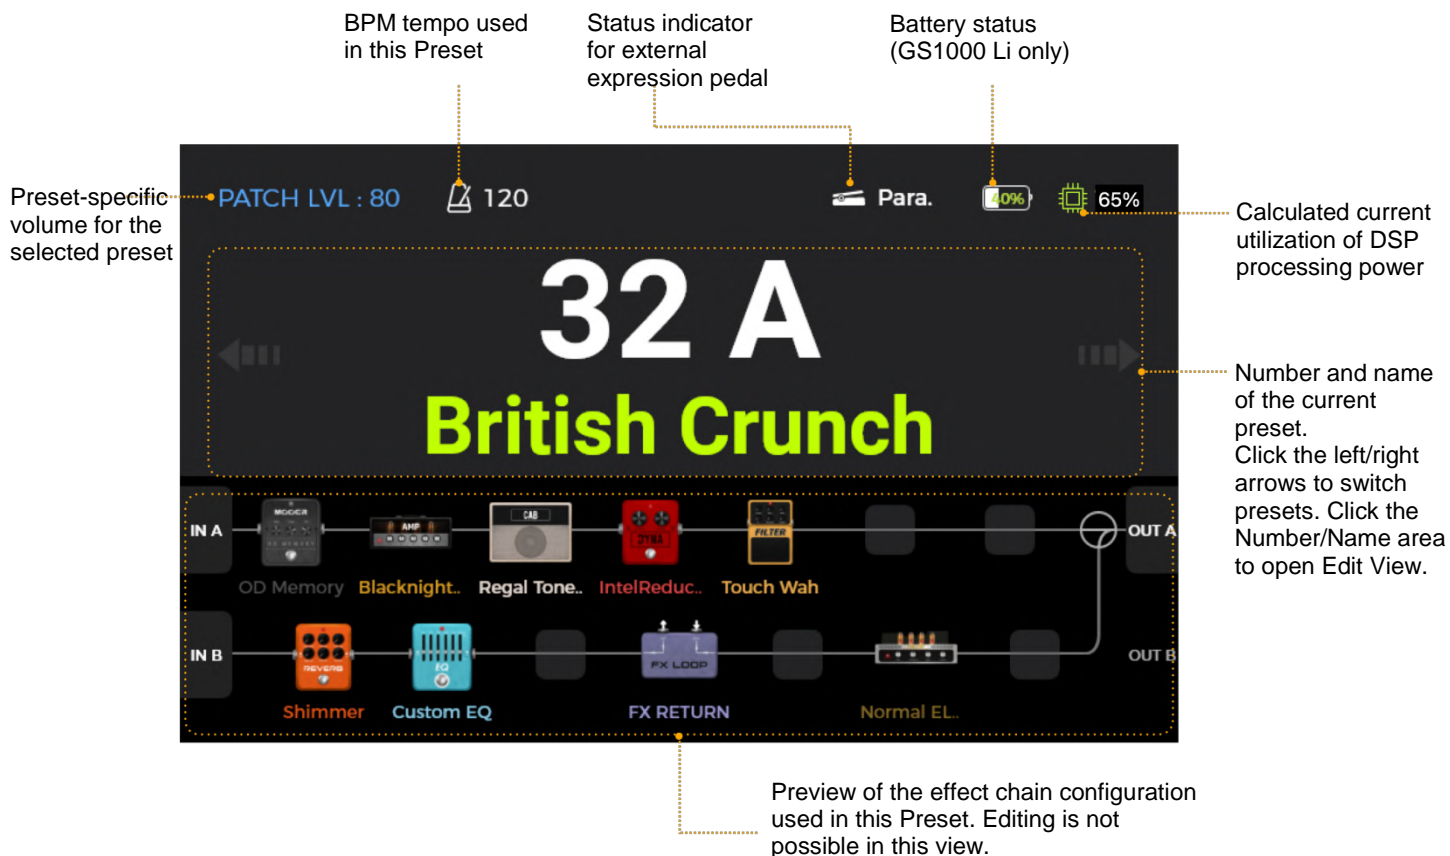 BPM tempo used
in this Preset
Status indicator
for external
expression pedal
Battery status
(GS1000 Li only)
Preset-specific
volume for the
selected preset
PATCH LVL : 80
120
Para.
40%
65%
Calculated current
utilization of DSP
processing power
32 A
British Crunch
Number and name
of the current
preset.
Click the left/right
arrows to switch
presets. Click the
Number/Name area
to open Edit View.
IN A
MOOER
OD MEMORY
AMP
CAB
DYNA
FILTER
OUT A
OD Memory
Blacknight..
Regal Tone..
IntelReduc..
Touch Wah
IN B
REVERB
EQ
FX LOOP
OUT B
Shimmer
Custom EQ
FX RETURN
Normal EL..
Preview of the effect chain configuration
used in this Preset. Editing is not
possible in this view.